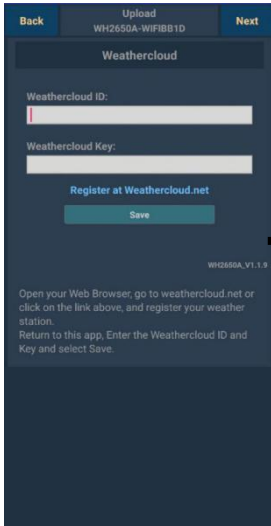 Back
Upload
Next
WH2650A-WIFIBB1D
Weathercloud
Weathercloud ID:
Weathercloud Key:
Register at Weathercloud.net
Save
WH2650A_V1.1.9
Open your Web Browser, go to weathercloud.net or
click on the link above, and register your weather
station.
Return to this app, Enter the Weathercloud ID and
Key and select Save.